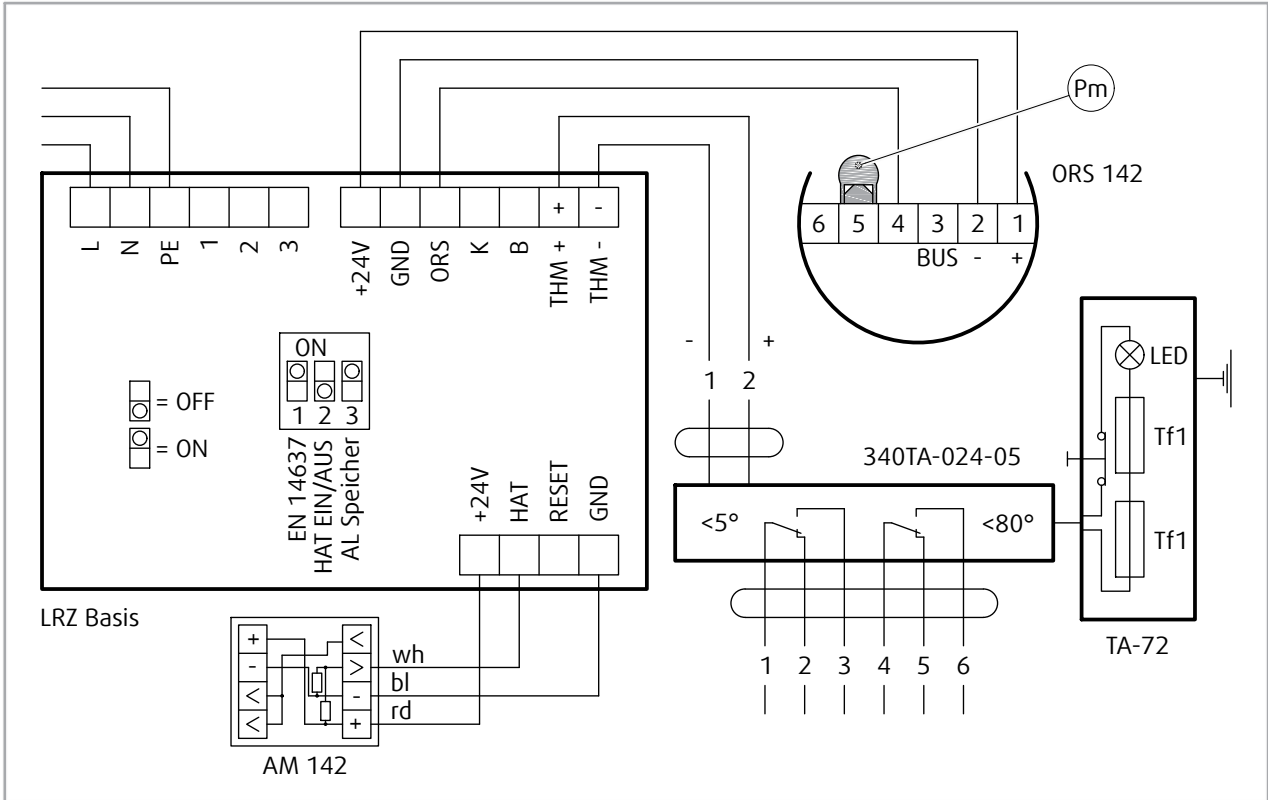 Pm
ORS 142
6 5 4 3 2 1
BUS - +
+ -
L
N
PE
1
2
3
+24V
GND
ORS
K
B
THM +
THM -
ON
1 2 3
EN 14637
HAT EIN/AUS
AL Speicher
= OFF
= ON
- +
1 2
340TA-024-05
<5°
<80°
1 2 3 4 5 6
LED
Tf1
Tf1
TA-72
+24V
HAT
RESET
GND
LRZ Basis
+ <
- >
< -
< +
wh
bl
rd
AM 142